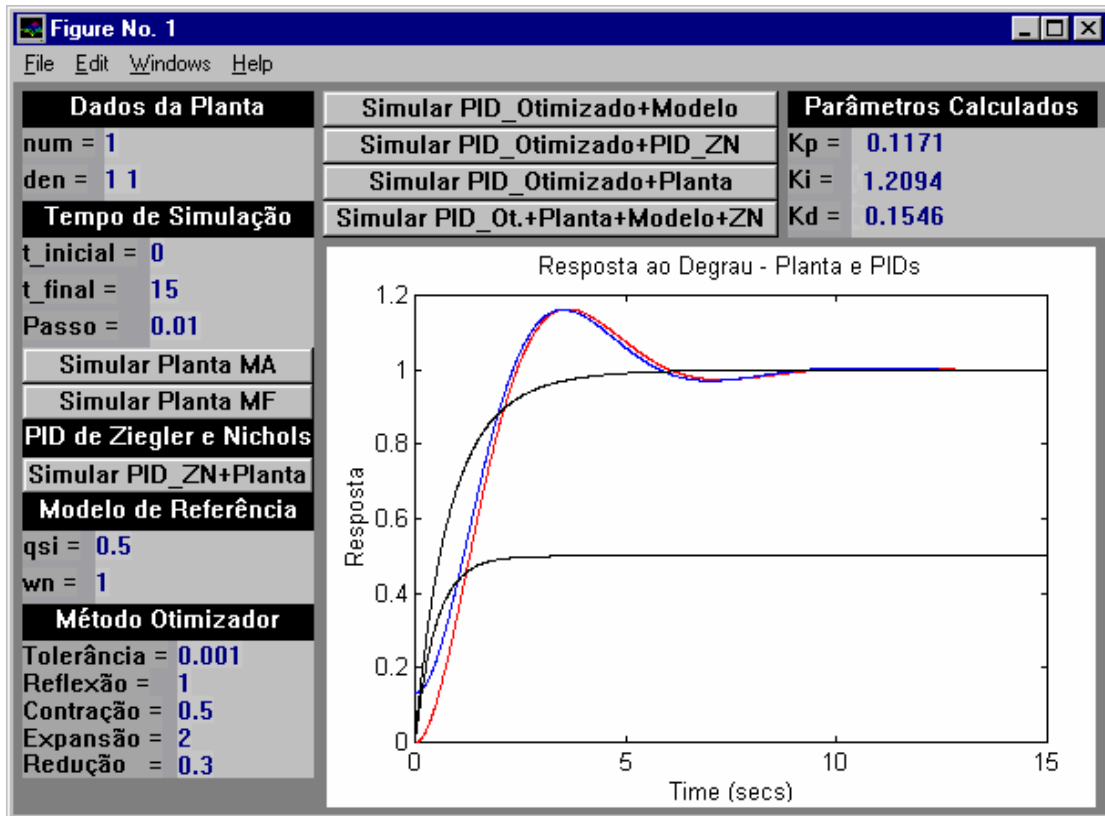 Figure No. 1
File Edit Windows Help
Dados da Planta
num = 1
den = 1 1
Tempo de Simulação
t_inicial = 0
t_final = 15
Passo = 0.01
Simular Planta MA
Simular Planta MF
PID de Ziegler e Nichols
Simular PID_ZN+Planta
Modelo de Referência
qsi = 0.5
wn = 1
Método Otimizador
Tolerância = 0.001
Reflexão = 1
Contração = 0.5
Expansão = 2
Redução = 0.3
Simular PID_Otimizado+Modelo
Simular PID_Otimizado+PID_ZN
Simular PID_Otimizado+Planta
Simular PID_Ot.+Planta+Modelo+ZN
Parâmetros Calculados
Kp = 0.1171
Ki = 1.2094
Kd = 0.1546
Resposta ao Degrau - Planta e PIDs
1.2
1
0.8
0.6
0.4
0.2
0
Resposta
0 5 10 15
Time (secs)